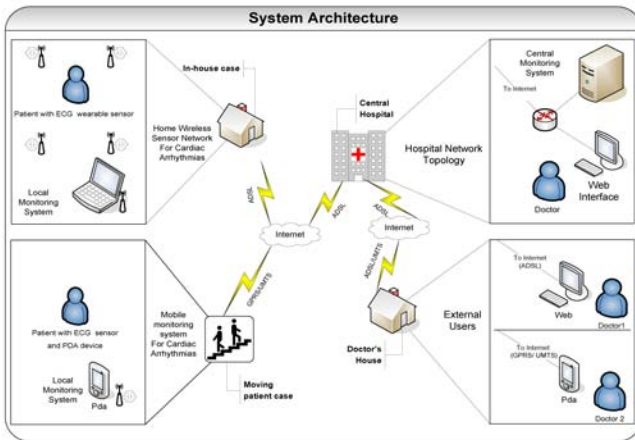 System Architecture
Patient with ECG wearable sensor
Local
Monitoring
System
In-house case
Home Wireless
Sensor Network
For Cardiac
Arrhythmias
ADSL
Internet
ADSL
GPRS/UMTS
Central
Hospital
ADSL
Internet
ADSL/UMTS
Hospital Network
Topology
Central
Monitoring
System
To Internet
Web
Interface
Doctor
Patient with ECG sensor
and PDA device
Local
Monitoring
System
Pda
Mobile
monitoring
system
For Cardiac
Arrhythmias
Moving
patient case
Doctor's
House
External
Users
To Internet
(ADSL)
Web
Doctor1
To Internet
(GPRS/ UMTS)
Pda
Doctor 2